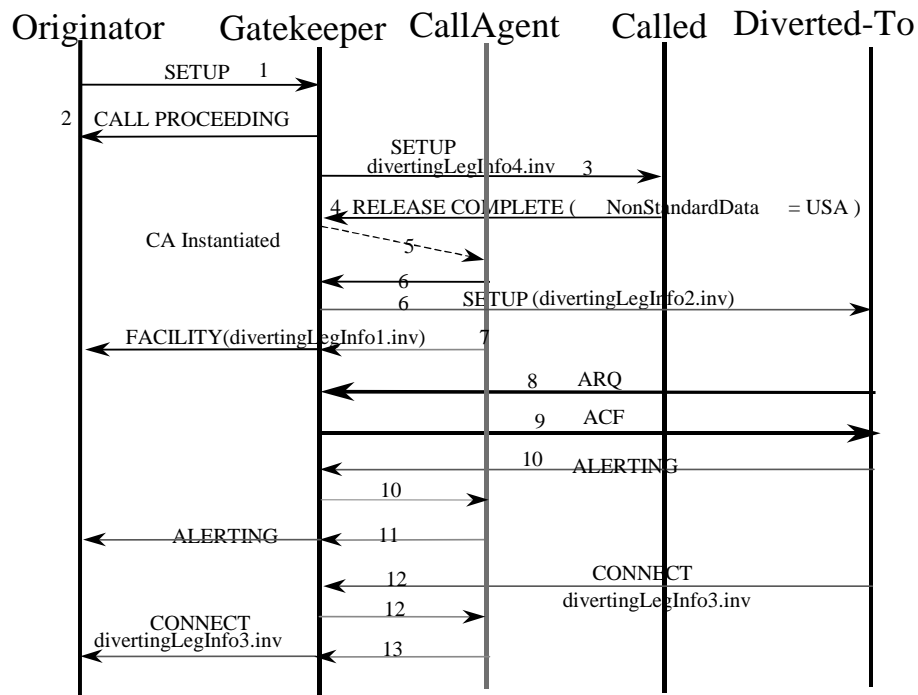 Originator Gatekeeper CallAgent Called Diverted-To
SETUP 1
2 CALL PROCEEDING
SETUP
divertingLegInfo4.inv 3
4 RELEASE COMPLETE ( NonStandardData = USA )
CA Instantiated 5
6
6 SETUP (divertingLegInfo2.inv)
FACILITY(divertingLegInfo1.inv) 7
8 ARQ
9 ACF
10 ALERTING
10
ALERTING 11
12 CONNECT
divertingLegInfo3.inv
12
CONNECT
divertingLegInfo3.inv
13